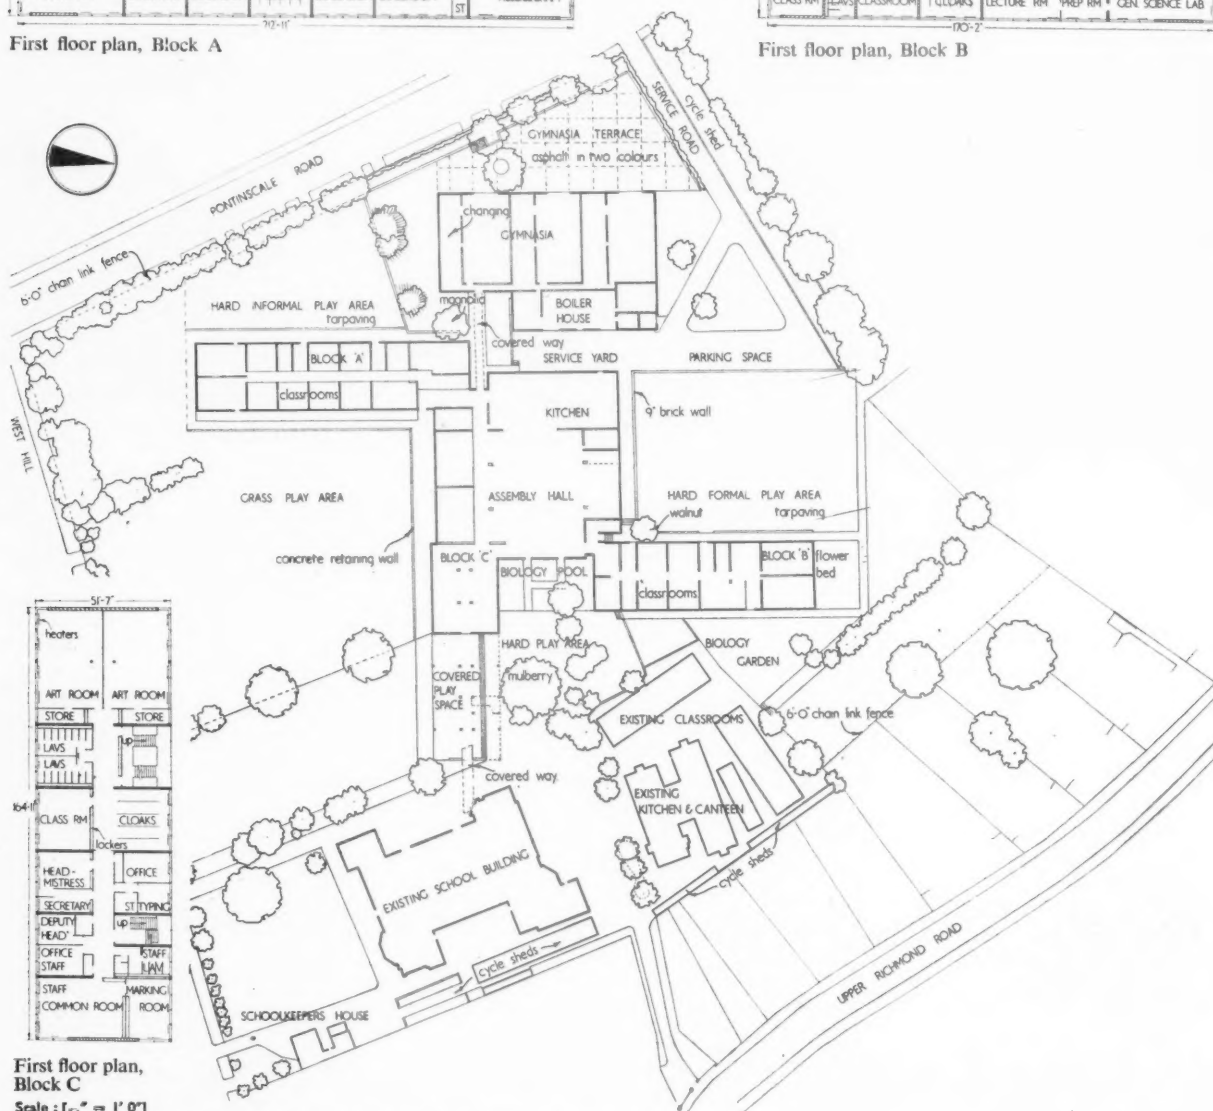 ST
212'-11"
First floor plan, Block A
CLASS RM
LAVS
CLASSROOM
CLOAKS
LECTURE RM
PREP RM
GEN. SCIENCE LAB
170'-2"
First floor plan, Block B
SERVICE ROAD
cycle shed
GYMNASIA TERRACE
asphalt in two colours
PONTINSCALE ROAD
changing
GYMNASIA
6'-0" chain link fence
HARD INFORMAL PLAY AREA
tarpaving
magnolia
BOILER
HOUSE
covered way
SERVICE YARD
PARKING SPACE
BLOCK 'A'
classrooms
KITCHEN
9" brick wall
WEST HILL
GRASS PLAY AREA
ASSEMBLY HALL
HARD FORMAL PLAY AREA
tarpaving
walnut
concrete retaining wall
BLOCK 'C'
BIOLOGY POOL
BLOCK 'B'
flower
bed
classrooms
51'-7"
heaters
ART ROOM
ART ROOM
STORE
STORE
LAVS
LAVS
up
164'-11"
CLASS RM
CLOAKS
lockers
HEAD-
MISTRESS
OFFICE
SECRETARY
ST
TYPING
DEPUTY
HEAD
up
OFFICE
STAFF
STAFF
LAV
STAFF
COMMON ROOM
MARKING
ROOM
First floor plan,
Block C
HARD PLAY AREA
BIOLOGY
GARDEN
COVERED
PLAY
SPACE
mulberry
EXISTING CLASSROOMS
6'-0" chain link fence
covered way
EXISTING
KITCHEN & CANTEEN
cycle sheds
EXISTING SCHOOL BUILDING
cycle sheds
SCHOOLKEEPERS HOUSE
UPPER RICHMOND ROAD